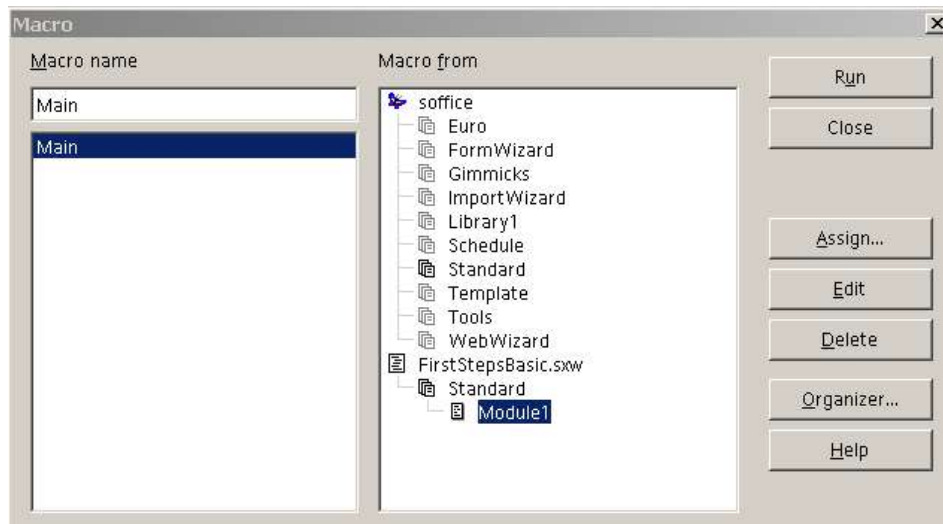 Macro
Macro name
Main
Main
Macro from
soffice
Euro
FormWizard
Gimmicks
ImportWizard
Library1
Schedule
Standard
Template
Tools
WebWizard
FirstStepsBasic.sxw
Standard
Module1
Run
Close
Assign...
Edit
Delete
Organizer...
Help